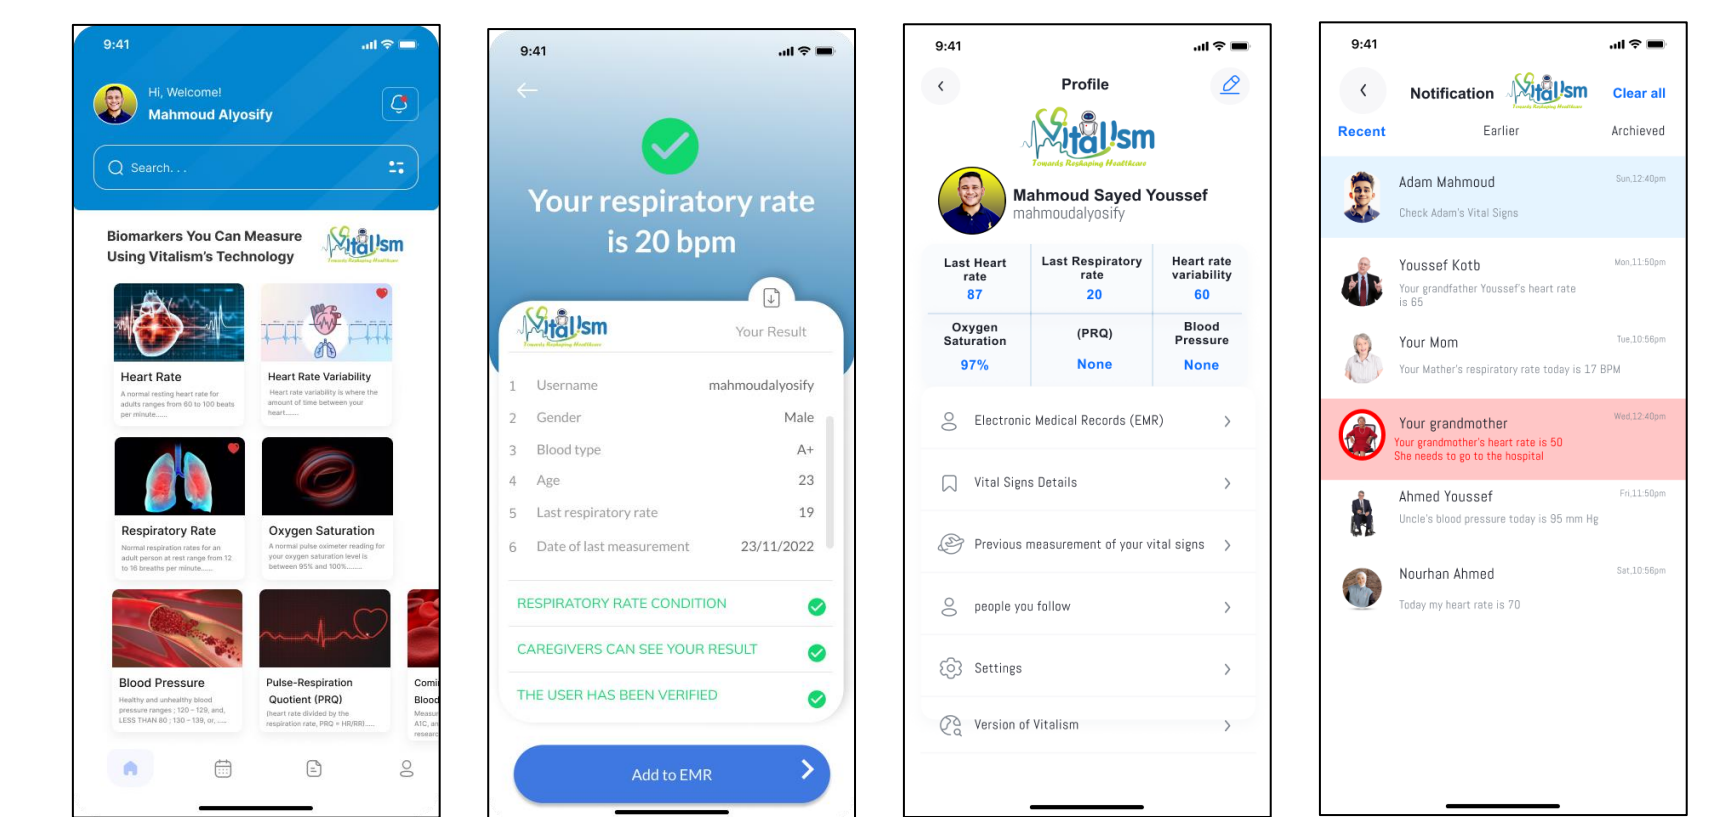 9:41
Hi, Welcome!
Mahmoud Alyosify
Search. . .
Biomarkers You Can Measure
Using Vitalism's Technology
Vitalism
Towards Reshaping Healthcare
Heart Rate
A normal resting heart rate for
adults ranges from 60 to 100 beats
per minute......
Heart Rate Variability
Heart rate variability is where the
amount of time between your
heart.......
Respiratory Rate
Normal respiration rates for an
adult person at rest range from 12
to 16 breaths per minute......
Oxygen Saturation
A normal pulse oximeter reading for
your oxygen saturation level is
between 95% and 100%.........
Blood Pressure
Healthy and unhealthy blood
pressure ranges ; 120 – 129, and,
LESS THAN 80 ; 130 – 139, or, .....
Pulse-Respiration
Quotient (PRQ)
(heart rate divided by the
respiration rate, PRQ = HR/RR)....
Comi
Blood
Measur
A1C, an
researc
9:41
Your respiratory rate
is 20 bpm
Vitalism
Towards Reshaping Healthcare
Your Result
1 Username mahmoudalyosify
2 Gender Male
3 Blood type A+
4 Age 23
5 Last respiratory rate 19
6 Date of last measurement 23/11/2022
RESPIRATORY RATE CONDITION
CAREGIVERS CAN SEE YOUR RESULT
THE USER HAS BEEN VERIFIED
Add to EMR
9:41
Profile
Vitalism
Towards Reshaping Healthcare
Mahmoud Sayed Youssef
mahmoudalyosify
Last Heart
rate
87
Last Respiratory
rate
20
Heart rate
variability
60
Oxygen
Saturation
97%
(PRQ)
None
Blood
Pressure
None
Electronic Medical Records (EMR)
Vital Signs Details
Previous measurement of your vital signs
people you follow
Settings
Version of Vitalism
9:41
Notification
Vitalism
Towards Reshaping Healthcare
Clear all
Recent Earlier Archieved
Adam Mahmoud Sun,12:40pm
Check Adam's Vital Signs
Youssef Kotb Mon,11:50pm
Your grandfather Youssef's heart rate
is 65
Your Mom Tue,10:56pm
Your Mather's respiratory rate today is 17 BPM
Your grandmother Wed,12:40pm
Your grandmother's heart rate is 50
She needs to go to the hospital
Ahmed Youssef Fri,11:50pm
Uncle's blood pressure today is 95 mm Hg
Nourhan Ahmed Sat,10:56pm
Today my heart rate is 70